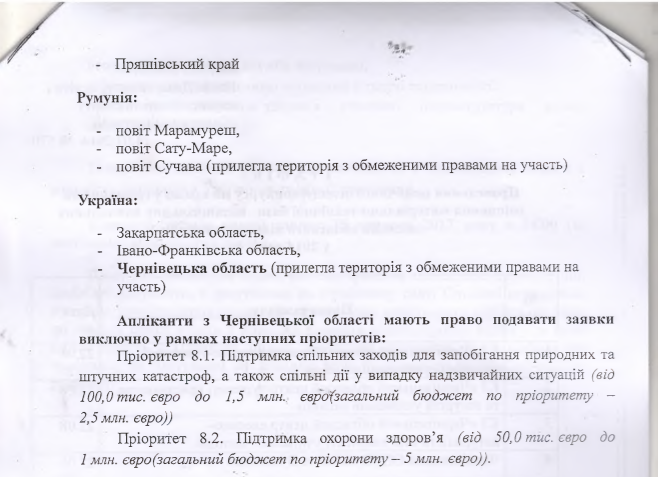 - Пряшівський край
Румунія:
- повіт Марамуреш,
- повіт Сату-Маре,
- повіт Сучава (прилегла територія з обмеженими правами на участь)
Україна:
- Закарпатська область,
- Івано-Франківська область,
- Чернівецька область (прилегла територія з обмеженими правами на
участь)
Апліканти з Чернівецької області мають право подавати заявки
виключно у рамках наступних пріоритетів:
Пріоритет 8.1. Підтримка спільних заходів для запобігання природних та
штучних катастроф, а також спільні дії у випадку надзвичайних ситуацій (від
100,0 тис. євро до 1,5 млн. євро(загальний бюджет по пріоритету –
2,5 млн. євро))
Пріоритет 8.2. Підтримка охорони здоров’я (від 50,0 тис. євро до
1 млн. євро(загальний бюджет по пріоритету – 5 млн. євро)).